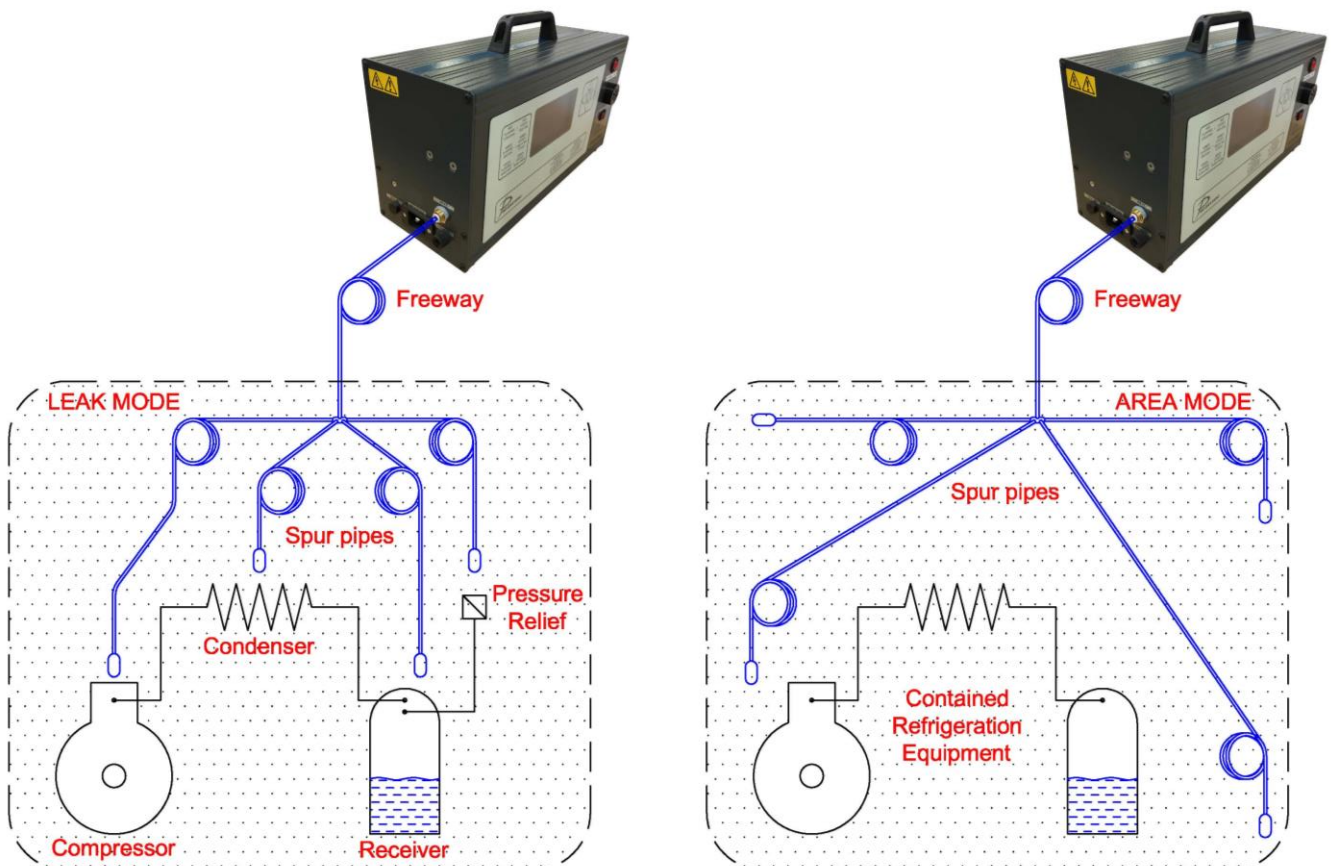 Freeway
LEAK MODE
Spur pipes
Pressure
Relief
Condenser
Compressor
Receiver
Freeway
AREA MODE
Spur pipes
Contained
Refrigeration
Equipment